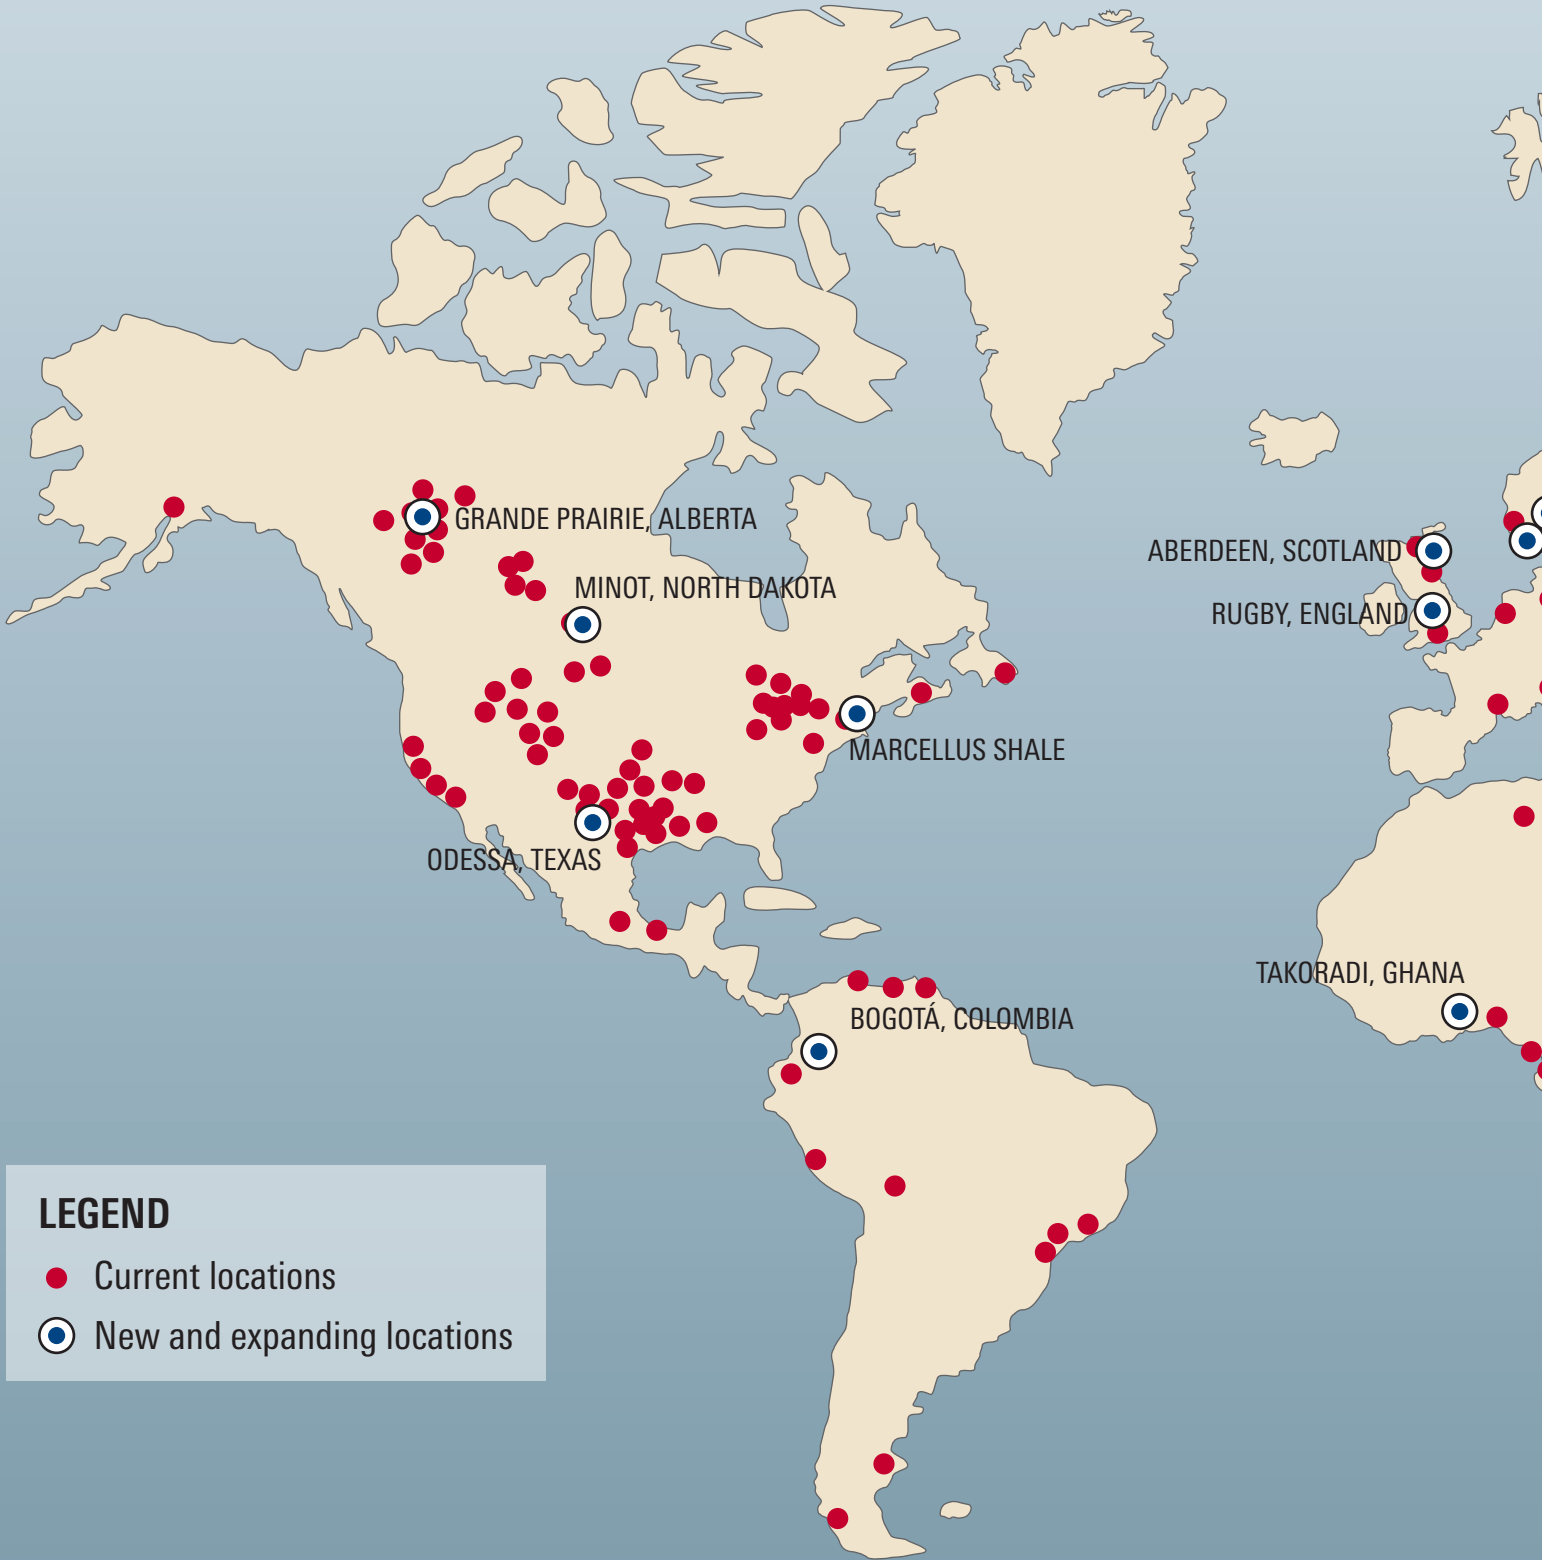 GRANDE PRAIRIE, ALBERTA
ABERDEEN, SCOTLAND
MINOT, NORTH DAKOTA
RUGBY, ENGLAND
MARCELLUS SHALE
ODESSA, TEXAS
TAKORADI, GHANA
BOGOTÁ, COLOMBIA
LEGEND
Current locations
New and expanding locations